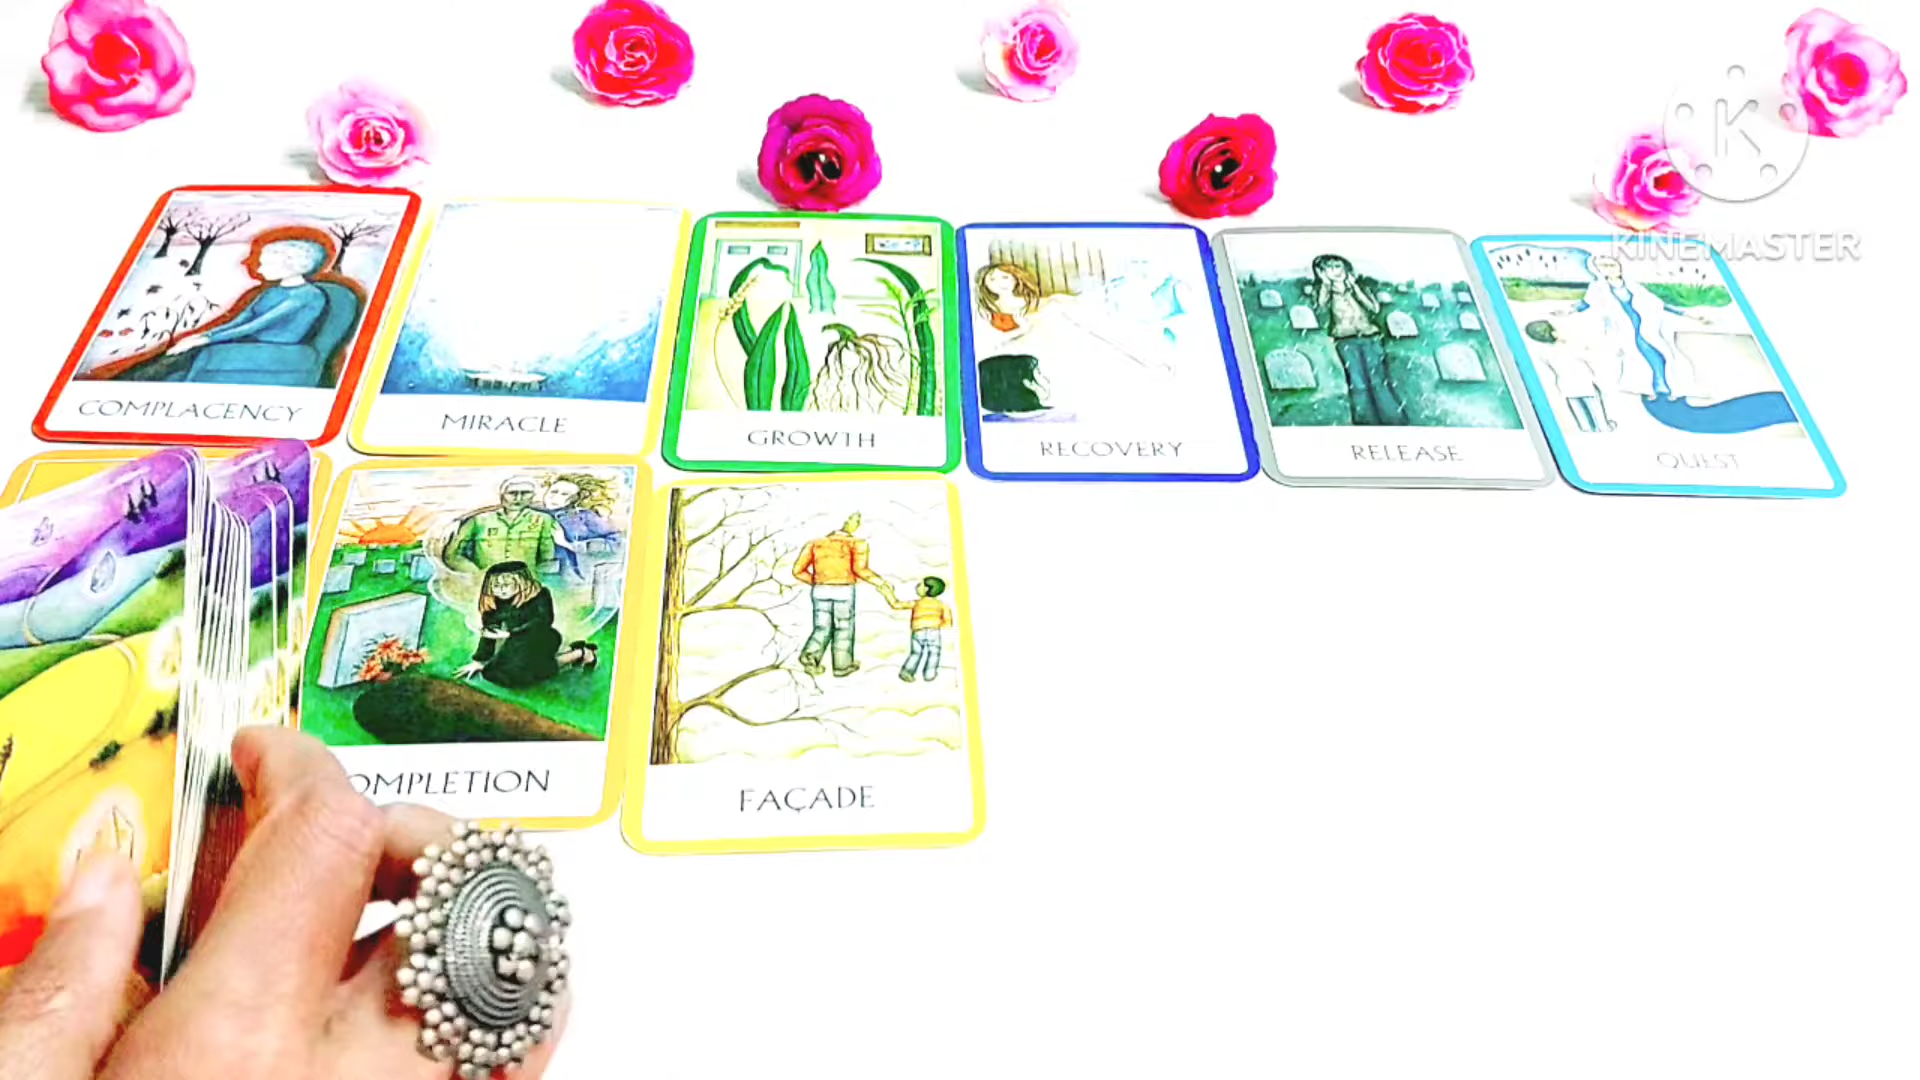 K
KINEMASTER
COMPLACENCY
MIRACLE
GROWTH
RECOVERY
RELEASE
QUEST
OMPLETION
FAÇADE